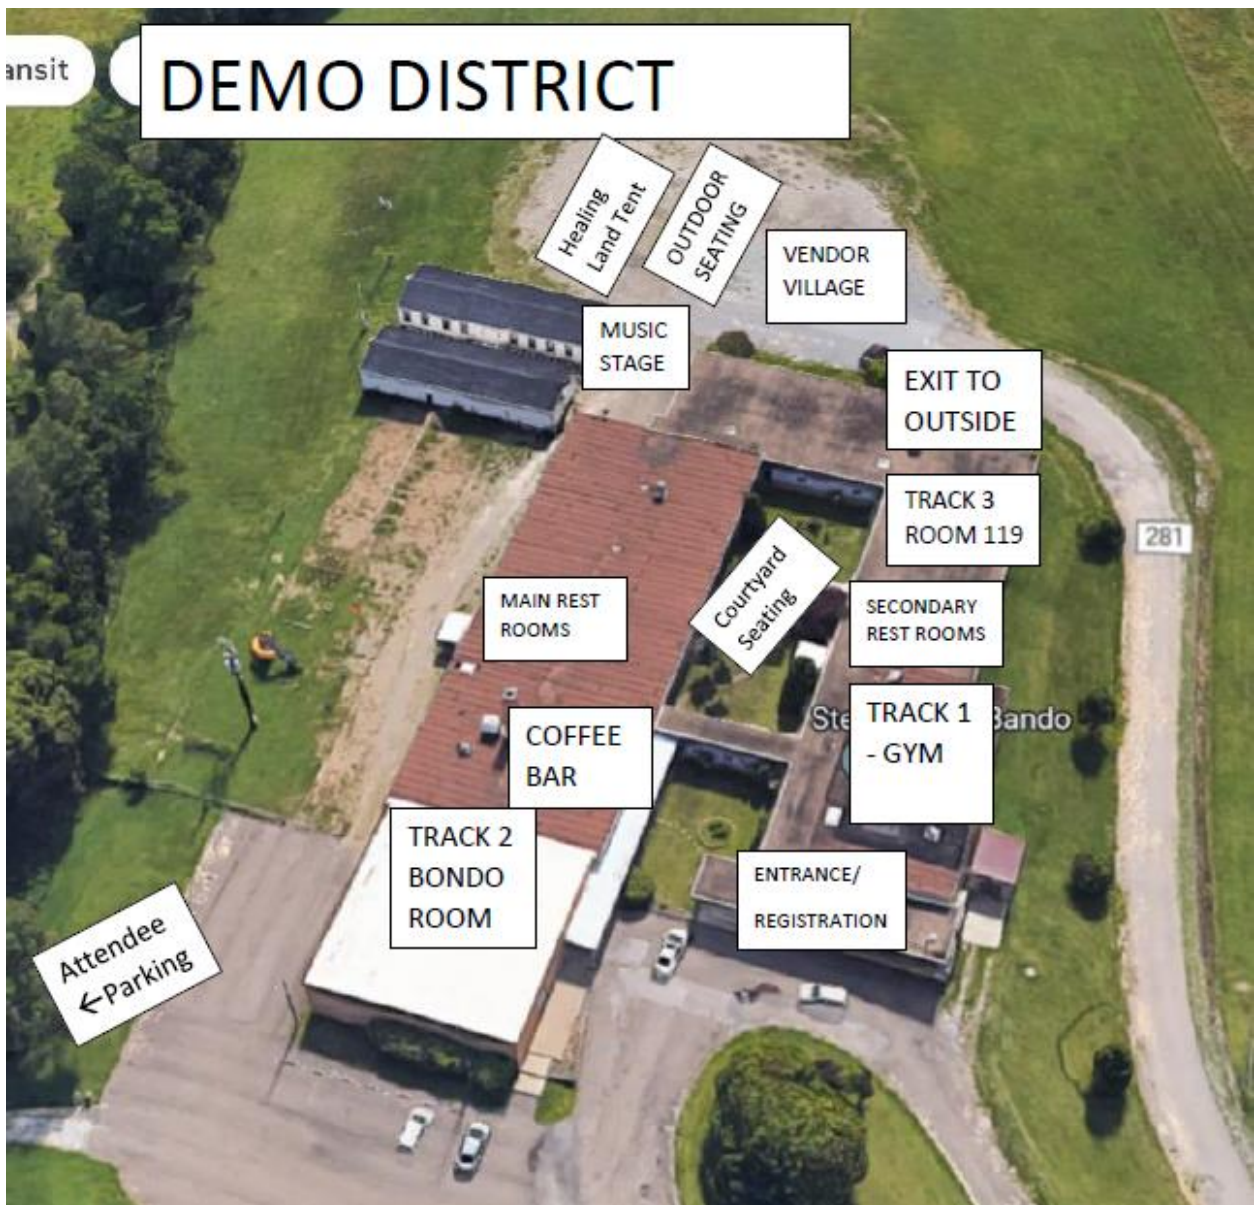 ansit
DEMO DISTRICT
Healing
Land Tent
OUTDOOR
SEATING
VENDOR
VILLAGE
MUSIC
STAGE
EXIT TO
OUTSIDE
TRACK 3
ROOM 119
281
Courtyard
Seating
MAIN REST
ROOMS
SECONDARY
REST ROOMS
TRACK 1
- GYM
Ste
Bando
COFFEE
BAR
TRACK 2
BONDO
ROOM
ENTRANCE/
REGISTRATION
Attendee
←Parking